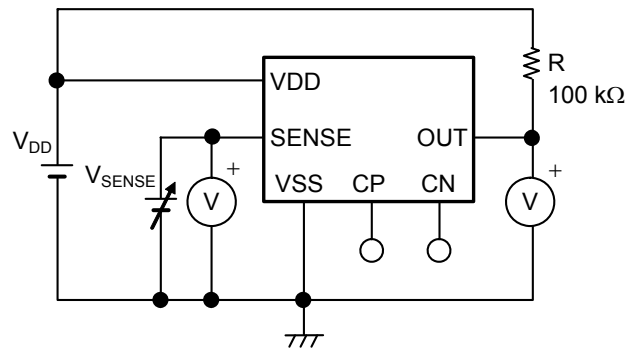 VDD
R
100 kΩ
VDD
SENSE
OUT
VSENSE
+
V
VSS
CP
CN
+
V